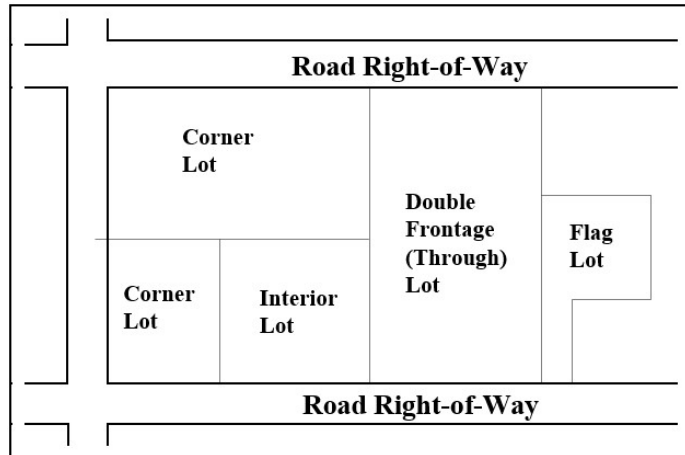 Road Right-of-Way
Corner
Lot
Double
Frontage
(Through)
Lot
Flag
Lot
Corner
Lot
Interior
Lot
Road Right-of-Way